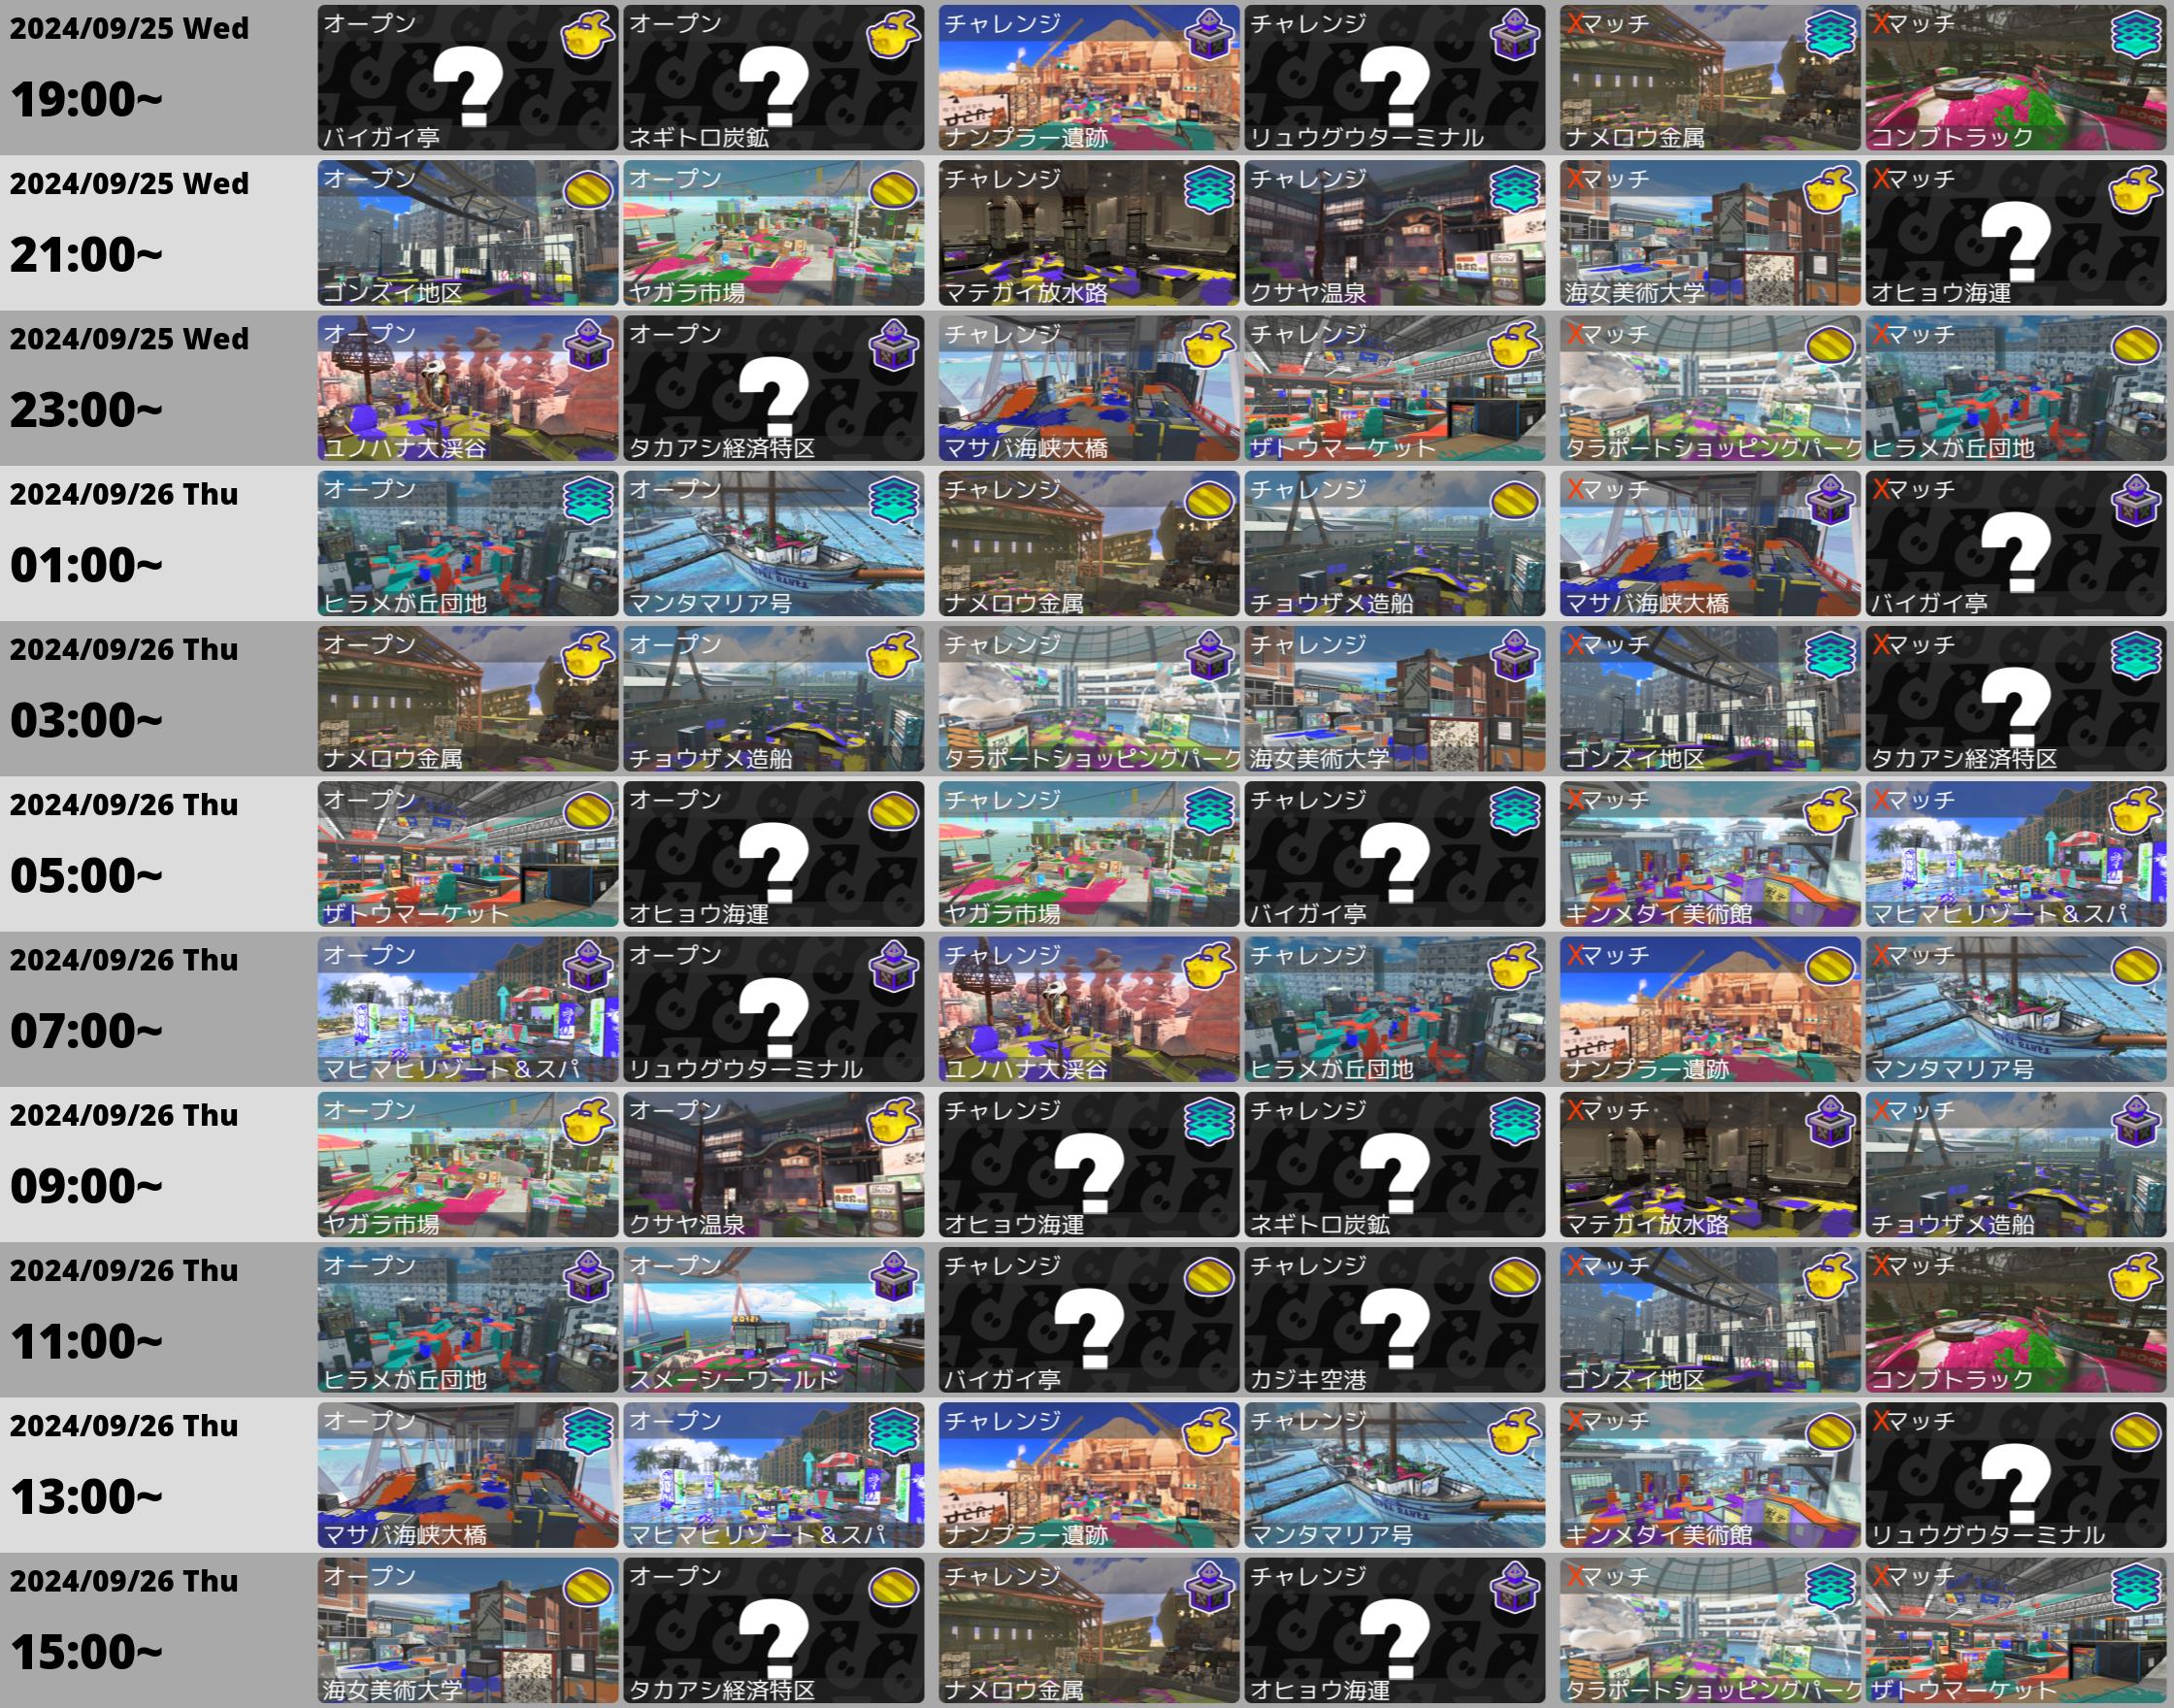 2024/09/25 Wed
19:00~
オープン
バイガイ亭
オープン
ネギトロ炭鉱
チャレンジ
ナンプラー遺跡
チャレンジ
リュウグウターミナル
Xマッチ
ナメロウ金属
Xマッチ
コンブトラック
2024/09/25 Wed
21:00~
オープン
ゴンズイ地区
オープン
ヤガラ市場
チャレンジ
マテガイ放水路
チャレンジ
クサヤ温泉
Xマッチ
海女美術大学
Xマッチ
オヒョウ海運
2024/09/25 Wed
23:00~
オープン
ユノハナ大渓谷
オープン
タカアシ経済特区
チャレンジ
マサバ海峡大橋
チャレンジ
ザトウマーケット
Xマッチ
タラポートショッピングパーク
Xマッチ
ヒラメが丘団地
2024/09/26 Thu
01:00~
オープン
ヒラメが丘団地
オープン
マンタマリア号
チャレンジ
ナメロウ金属
チャレンジ
チョウザメ造船
Xマッチ
マサバ海峡大橋
Xマッチ
バイガイ亭
2024/09/26 Thu
03:00~
オープン
ナメロウ金属
オープン
チョウザメ造船
チャレンジ
タラポートショッピングパーク
チャレンジ
海女美術大学
Xマッチ
ゴンズイ地区
Xマッチ
タカアシ経済特区
2024/09/26 Thu
05:00~
オープン
ザトウマーケット
オープン
オヒョウ海運
チャレンジ
ヤガラ市場
チャレンジ
バイガイ亭
Xマッチ
キンメダイ美術館
Xマッチ
マヒマヒリゾート＆スパ
2024/09/26 Thu
07:00~
オープン
マヒマヒリゾート＆スパ
オープン
リュウグウターミナル
チャレンジ
ユノハナ大渓谷
チャレンジ
ヒラメが丘団地
Xマッチ
ナンプラー遺跡
Xマッチ
マンタマリア号
2024/09/26 Thu
09:00~
オープン
ヤガラ市場
オープン
クサヤ温泉
チャレンジ
オヒョウ海運
チャレンジ
ネギトロ炭鉱
Xマッチ
マテガイ放水路
Xマッチ
チョウザメ造船
2024/09/26 Thu
11:00~
オープン
ヒラメが丘団地
オープン
スメーシーワールド
チャレンジ
バイガイ亭
チャレンジ
カジキ空港
Xマッチ
ゴンズイ地区
Xマッチ
コンブトラック
2024/09/26 Thu
13:00~
オープン
マサバ海峡大橋
オープン
マヒマヒリゾート＆スパ
チャレンジ
ナンプラー遺跡
チャレンジ
マンタマリア号
Xマッチ
キンメダイ美術館
Xマッチ
リュウグウターミナル
2024/09/26 Thu
15:00~
オープン
海女美術大学
オープン
タカアシ経済特区
チャレンジ
ナメロウ金属
チャレンジ
オヒョウ海運
Xマッチ
タラポートショッピングパーク
Xマッチ
ザトウマーケット